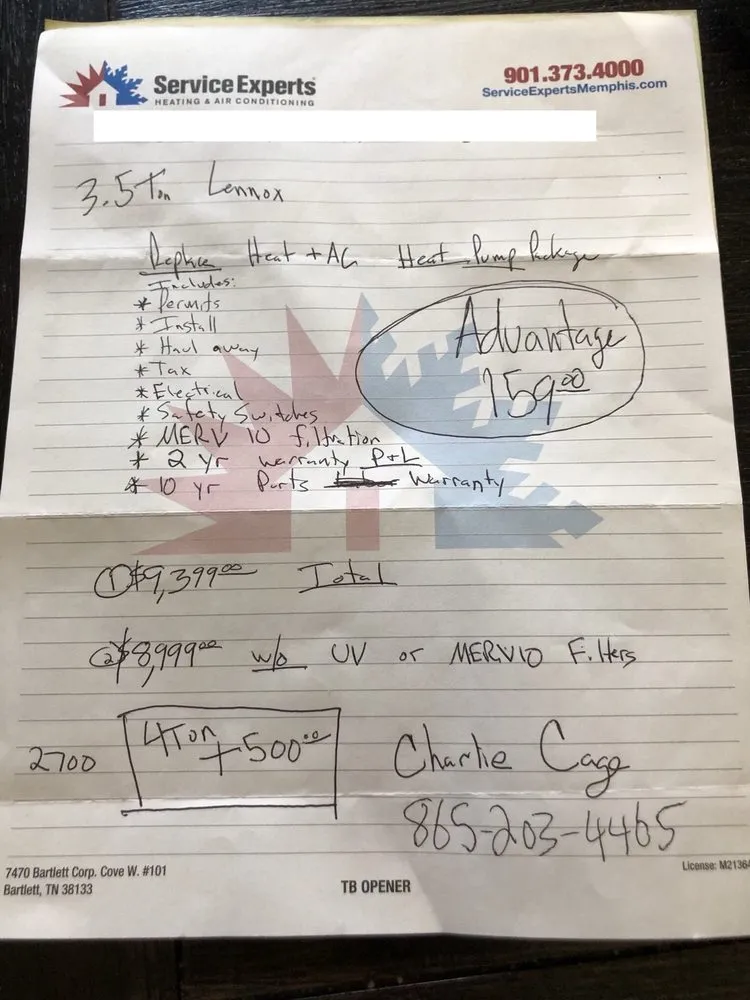 Service Experts
HEATING & AIR CONDITIONING
901.373.4000
ServiceExpertsMemphis.com
3.5 Ton Lennox
Replace Heat + AC Heat Pump Package
Includes:
* Permits
* Install
* Haul away
* Tax
* Electrical
* Safety Switches
* MERV 10 filtration
* 2 yr warranty P+L
* 10 yr Parts Warranty
Advantage
159.00
① $9,399.00 Total
② $8,999.00 w/o UV or MERV10 Filters
2700
4Ton
+500.00
Charlie Cage
865-203-4465
7470 Bartlett Corp. Cove W. #101
Bartlett, TN 38133
TB OPENER
License: M2136